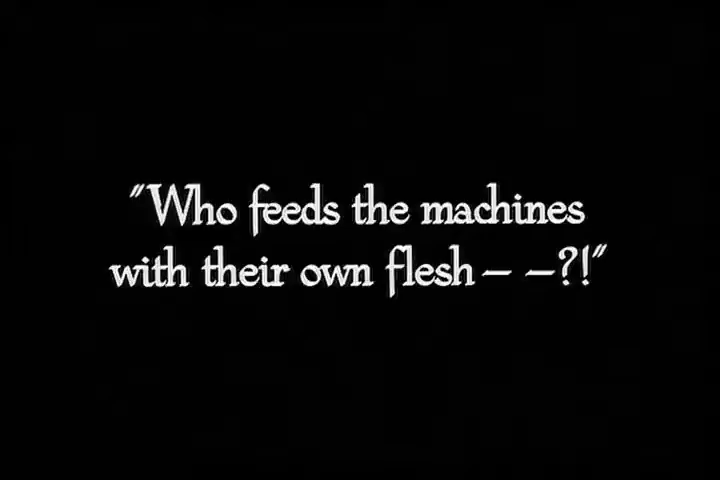 "Who feeds the machines
with their own flesh — —?!"